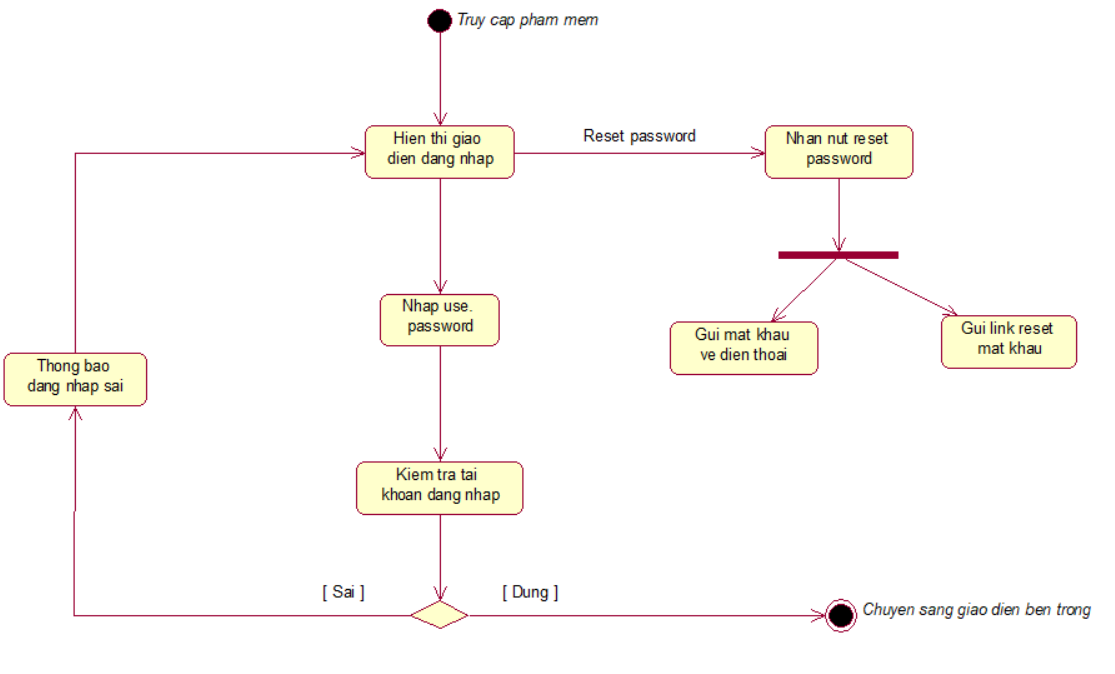 Truy cap pham mem
Hien thi giao
dien dang nhap
Reset password
Nhan nut reset
password
Nhap use.
password
Gui mat khau
ve dien thoai
Gui link reset
mat khau
Thong bao
dang nhap sai
Kiem tra tai
khoan dang nhap
[ Sai ]
[ Dung ]
Chuyen sang giao dien ben trong